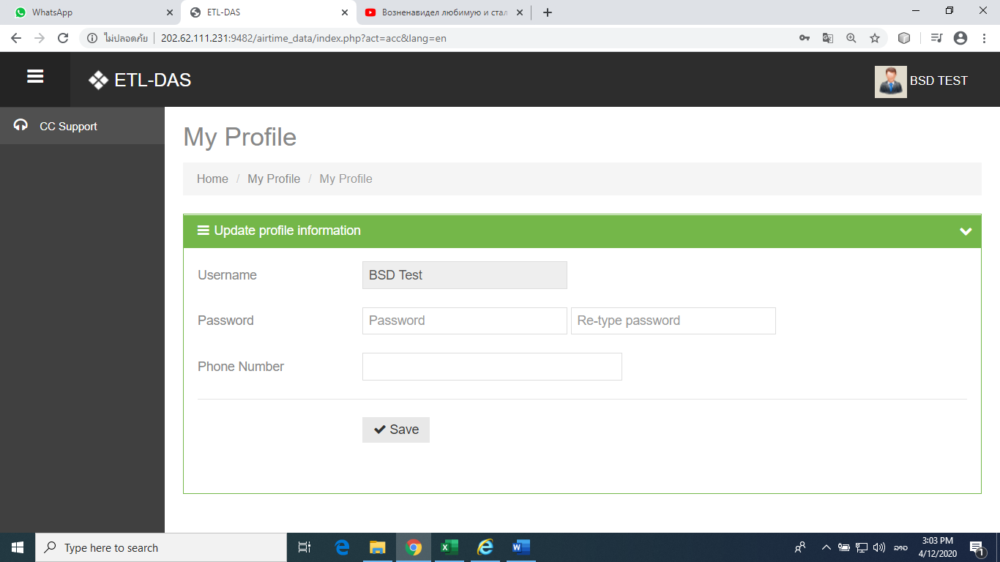 WhatsApp
ETL-DAS
Возненавидел любимую и стал
ไม่ปลอดภัย 202.62.111.231:9482/airtime_data/index.php?act=acc&lang=en
ETL-DAS
BSD TEST
CC Support
My Profile
Home / My Profile / My Profile
Update profile information
Username BSD Test
Password Password Re-type password
Phone Number
Save
Type here to search
ລາວ
3:03 PM
4/12/2020
1